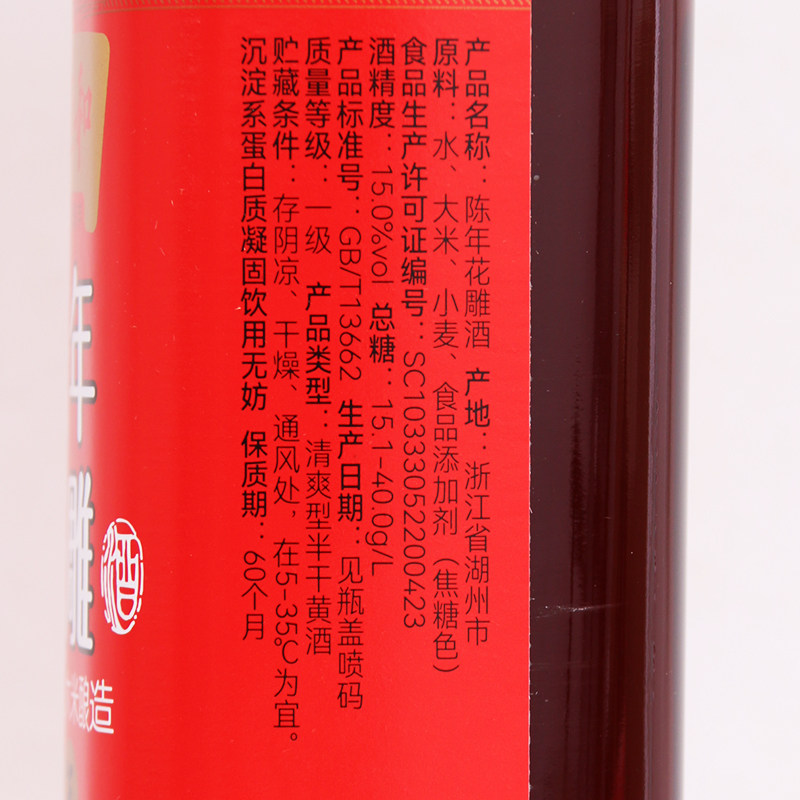 产品名称：陈年花雕酒 产地：浙江省湖州市
原料：水、大米、小麦、食品添加剂（焦糖色）
食品生产许可证编号：SC10333052200423
酒精度：15.0%vol 总糖：15.1-40.0g/L
产品标准号：GB/T13662 生产日期：见瓶盖喷码
质量等级：一级 产品类型：清爽型半干黄酒
贮藏条件：存阴凉、干燥、通风处，在5-35℃为宜。
沉淀系蛋白质凝固饮用无妨 保质期：60个月
年雕
酒
米酿造